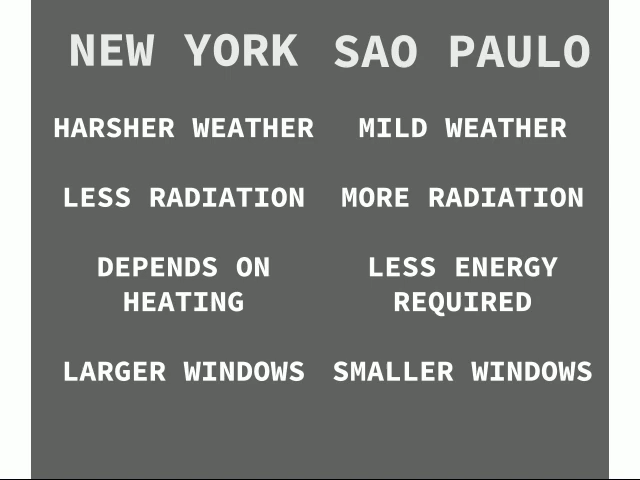 NEW YORK SAO PAULO
HARSHER WEATHER MILD WEATHER
LESS RADIATION MORE RADIATION
DEPENDS ON LESS ENERGY
HEATING REQUIRED
LARGER WINDOWS SMALLER WINDOWS